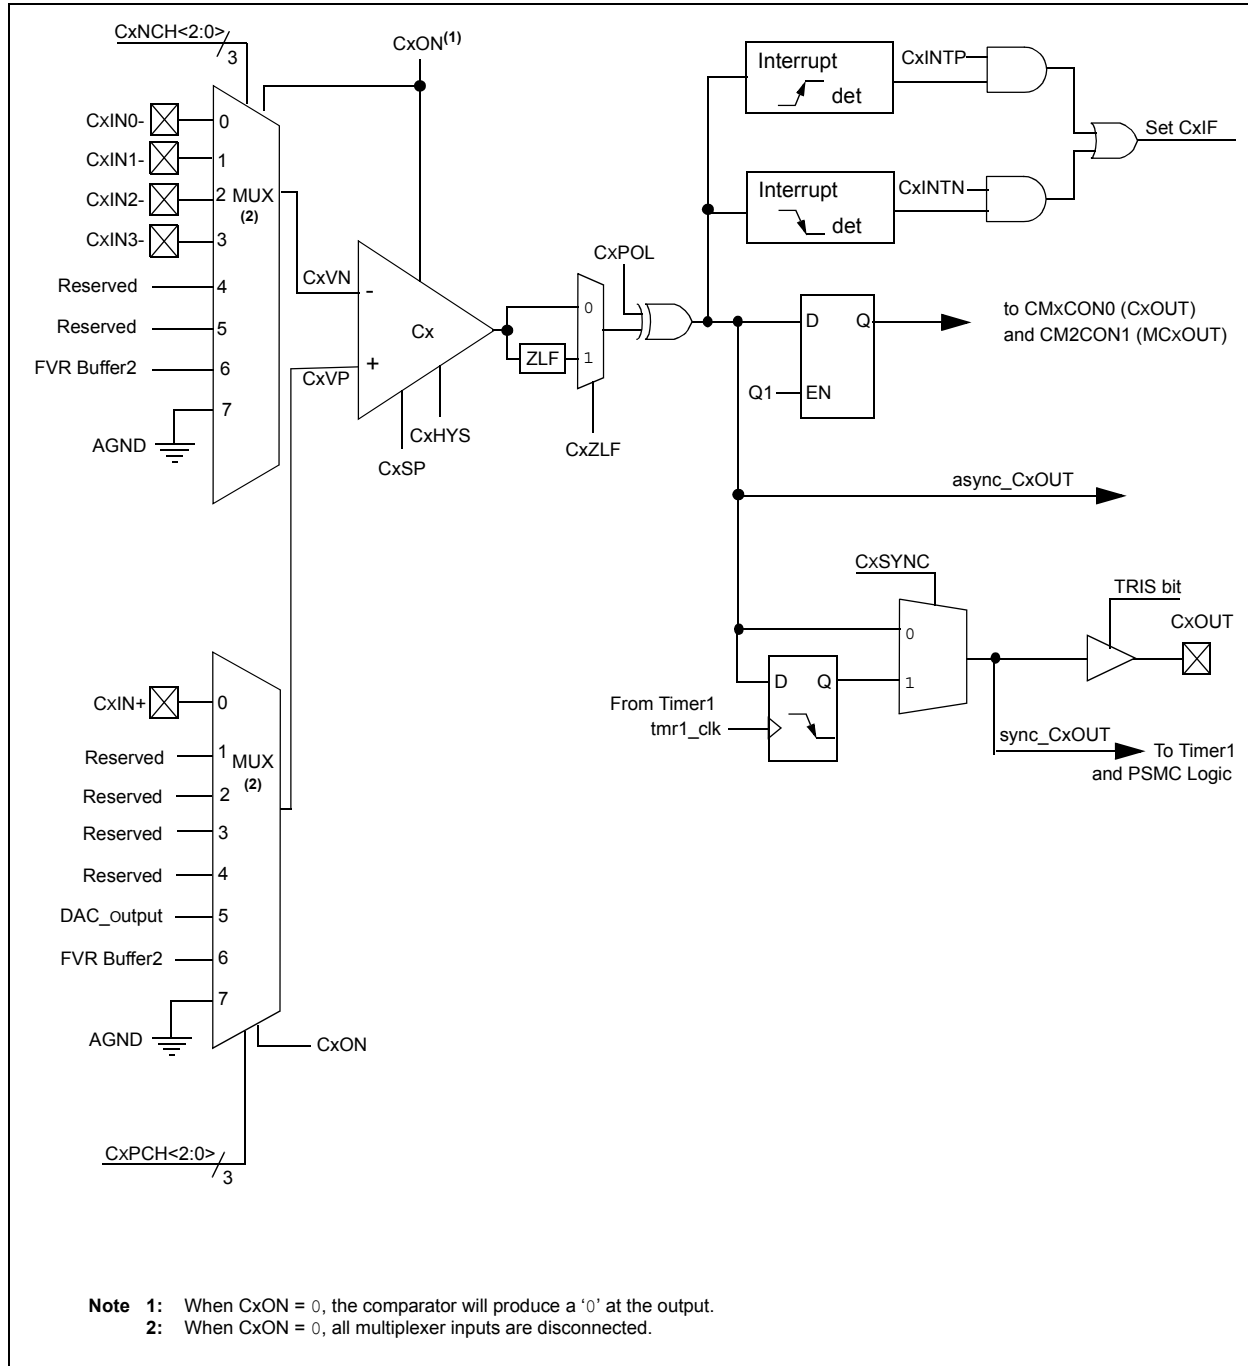 CxNCH<2:0>
3
CxON(1)
CxIN0-
CxIN1-
CxIN2-
CxIN3-
Reserved
Reserved
FVR Buffer2
AGND
0
1
2
3
4
5
6
7
MUX
(2)
CxVN
CxVP
-
+
Cx
CxHYS
CxSP
ZLF
0
1
CxZLF
CxPOL
Interrupt
det
CxINTP
Interrupt
det
CxINTN
Set CxIF
D
Q
Q1
EN
to CMxCON0 (CxOUT)
and CM2CON1 (MCxOUT)
async_CxOUT
CxSYNC
0
1
D
Q
From Timer1
tmr1_clk
TRIS bit
CxOUT
sync_CxOUT
To Timer1
and PSMC Logic
CxIN+
Reserved
Reserved
Reserved
Reserved
DAC_output
FVR Buffer2
AGND
0
1
2
3
4
5
6
7
MUX
(2)
CxON
CxPCH<2:0>
3
Note 1: When CxON = 0, the comparator will produce a ‘0’ at the output.
2: When CxON = 0, all multiplexer inputs are disconnected.